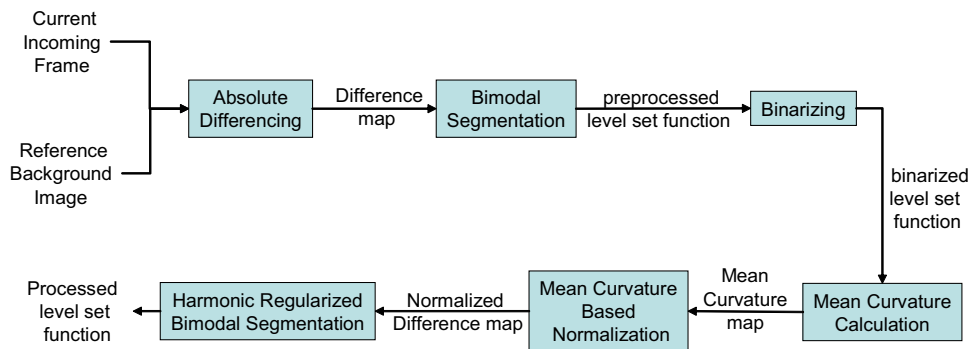 Current
Incoming
Frame
Reference
Background
Image
Absolute
Differencing
Difference
map
Bimodal
Segmentation
preprocessed
level set function
Binarizing
binarized
level set
function
Mean Curvature
Calculation
Mean
Curvature
map
Mean Curvature
Based
Normalization
Normalized
Difference map
Harmonic Regularized
Bimodal Segmentation
Processed
level set
function